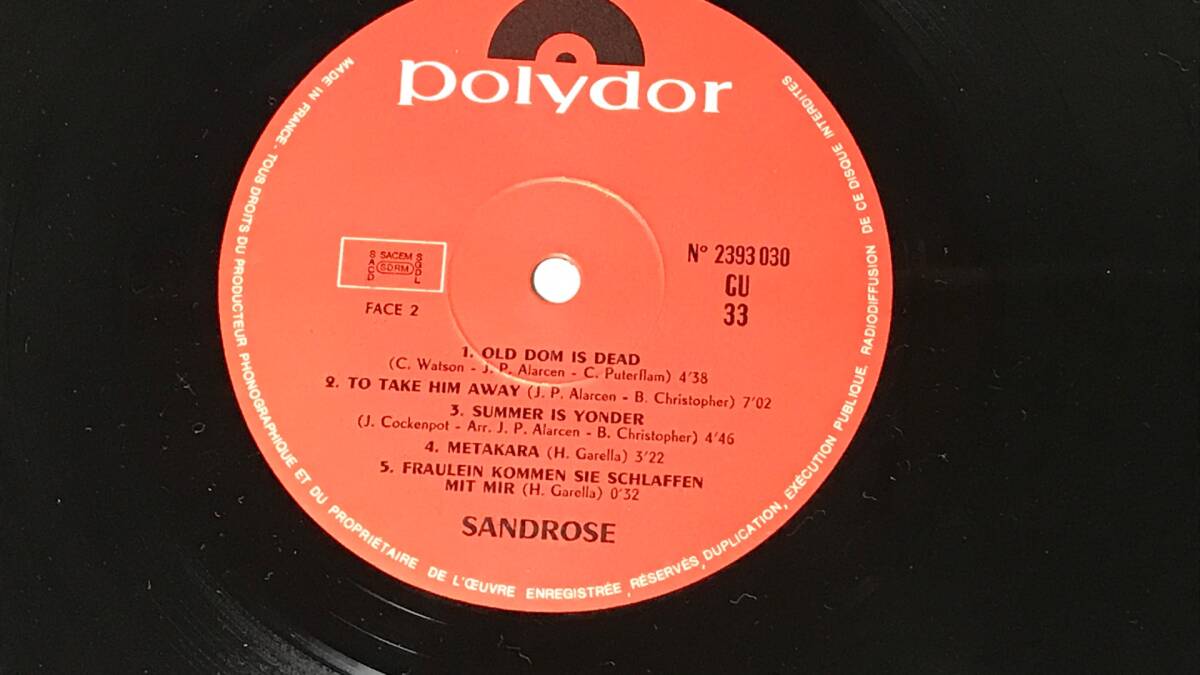 polydor
MADE IN FRANCE · TOUS DROITS DU PRODUCTEUR PHONOGRAPHIQUE ET DU PROPRIÉTAIRE DE L'ŒUVRE ENREGISTRÉE, RÉSERVÉS, DUPLICATION, EXÉCUTION PUBLIQUE, RADIODIFFUSION DE CE DISQUE INTERDITES
SACD
SACEM
SDRM
SGDL
FACE 2
Nº 2393 030
GU
33
1. OLD DOM IS DEAD
(C. Watson - J. P. Alarcen - C. Puterflam) 4'38
2. TO TAKE HIM AWAY (J. P. Alarcen - B. Christopher) 7'02
3. SUMMER IS YONDER
(J. Cockenpot - Arr. J. P. Alarcen - B. Christopher) 4'46
4. METAKARA (H. Garella) 3'22
5. FRAULEIN KOMMEN SIE SCHLAFFEN
MIT MIR (H. Garella) 0'32
SANDROSE